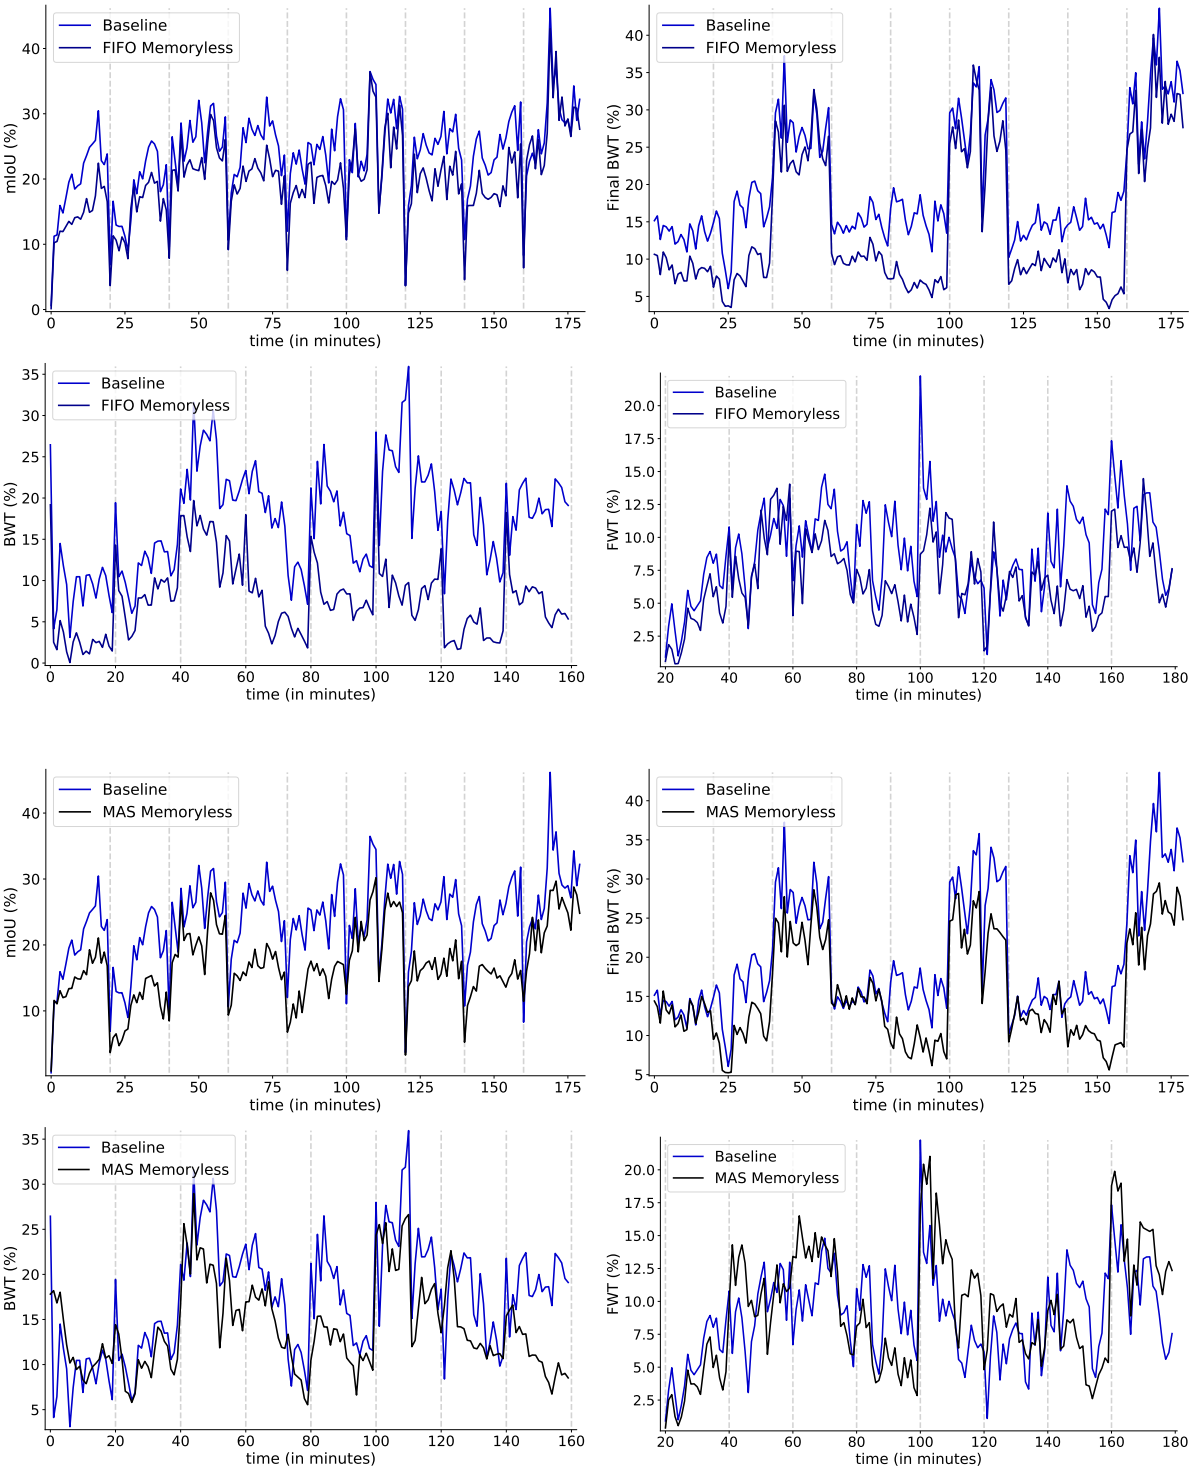 Baseline
FIFO Memoryless
mIoU (%)
40
30
20
10
0
0 25 50 75 100 125 150 175
time (in minutes)
Baseline
FIFO Memoryless
Final BWT (%)
40
35
30
25
20
15
10
5
0 25 50 75 100 125 150 175
time (in minutes)
Baseline
FIFO Memoryless
BWT (%)
35
30
25
20
15
10
5
0
0 20 40 60 80 100 120 140 160
time (in minutes)
Baseline
FIFO Memoryless
FWT (%)
20.0
17.5
15.0
12.5
10.0
7.5
5.0
2.5
20 40 60 80 100 120 140 160 180
time (in minutes)
Baseline
MAS Memoryless
mIoU (%)
40
30
20
10
0 25 50 75 100 125 150 175
time (in minutes)
Baseline
MAS Memoryless
Final BWT (%)
40
35
30
25
20
15
10
5
0 25 50 75 100 125 150 175
time (in minutes)
Baseline
MAS Memoryless
BWT (%)
35
30
25
20
15
10
5
0 20 40 60 80 100 120 140 160
time (in minutes)
Baseline
MAS Memoryless
FWT (%)
20.0
17.5
15.0
12.5
10.0
7.5
5.0
2.5
20 40 60 80 100 120 140 160 180
time (in minutes)